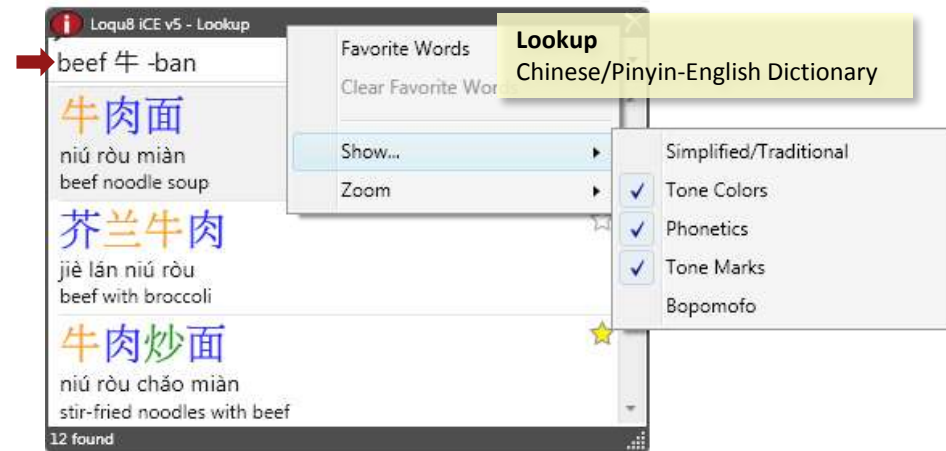 Loqu8 iCE v5 - Lookup
beef 牛 -ban
牛肉面
niú ròu miàn
beef noodle soup
芥兰牛肉
jiè lán niú ròu
beef with broccoli
牛肉炒面
niú ròu chǎo miàn
stir-fried noodles with beef
12 found
Favorite Words
Clear Favorite Wor
Show...
Zoom
Lookup
Chinese/Pinyin-English Dictionary
Simplified/Traditional
Tone Colors
Phonetics
Tone Marks
Bopomofo